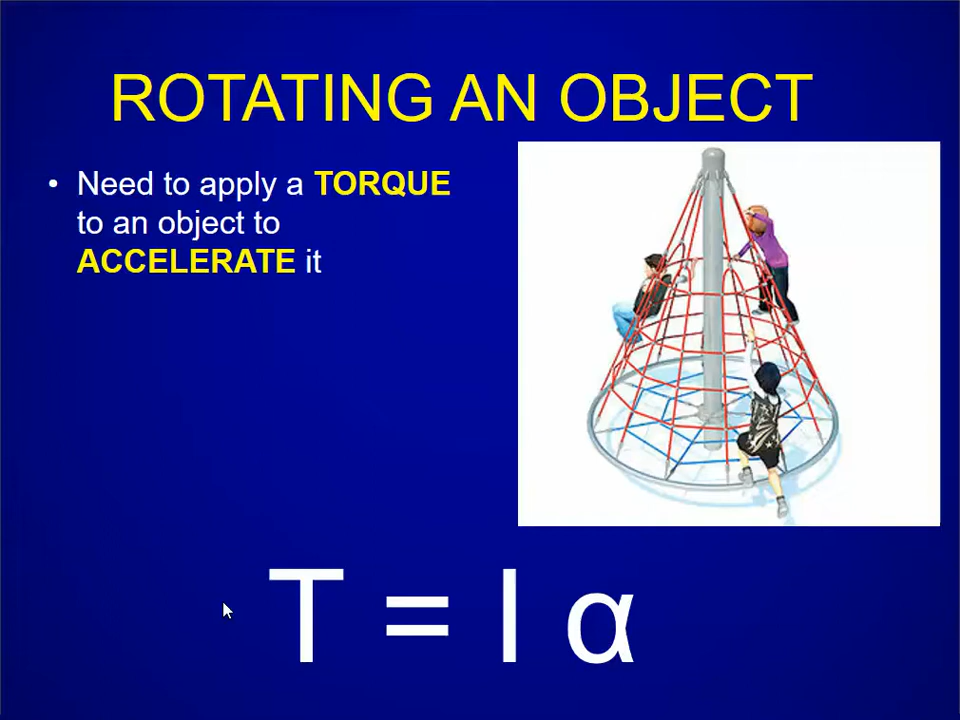 ROTATING AN OBJECT
• Need to apply a TORQUE
to an object to
ACCELERATE it
T = I α